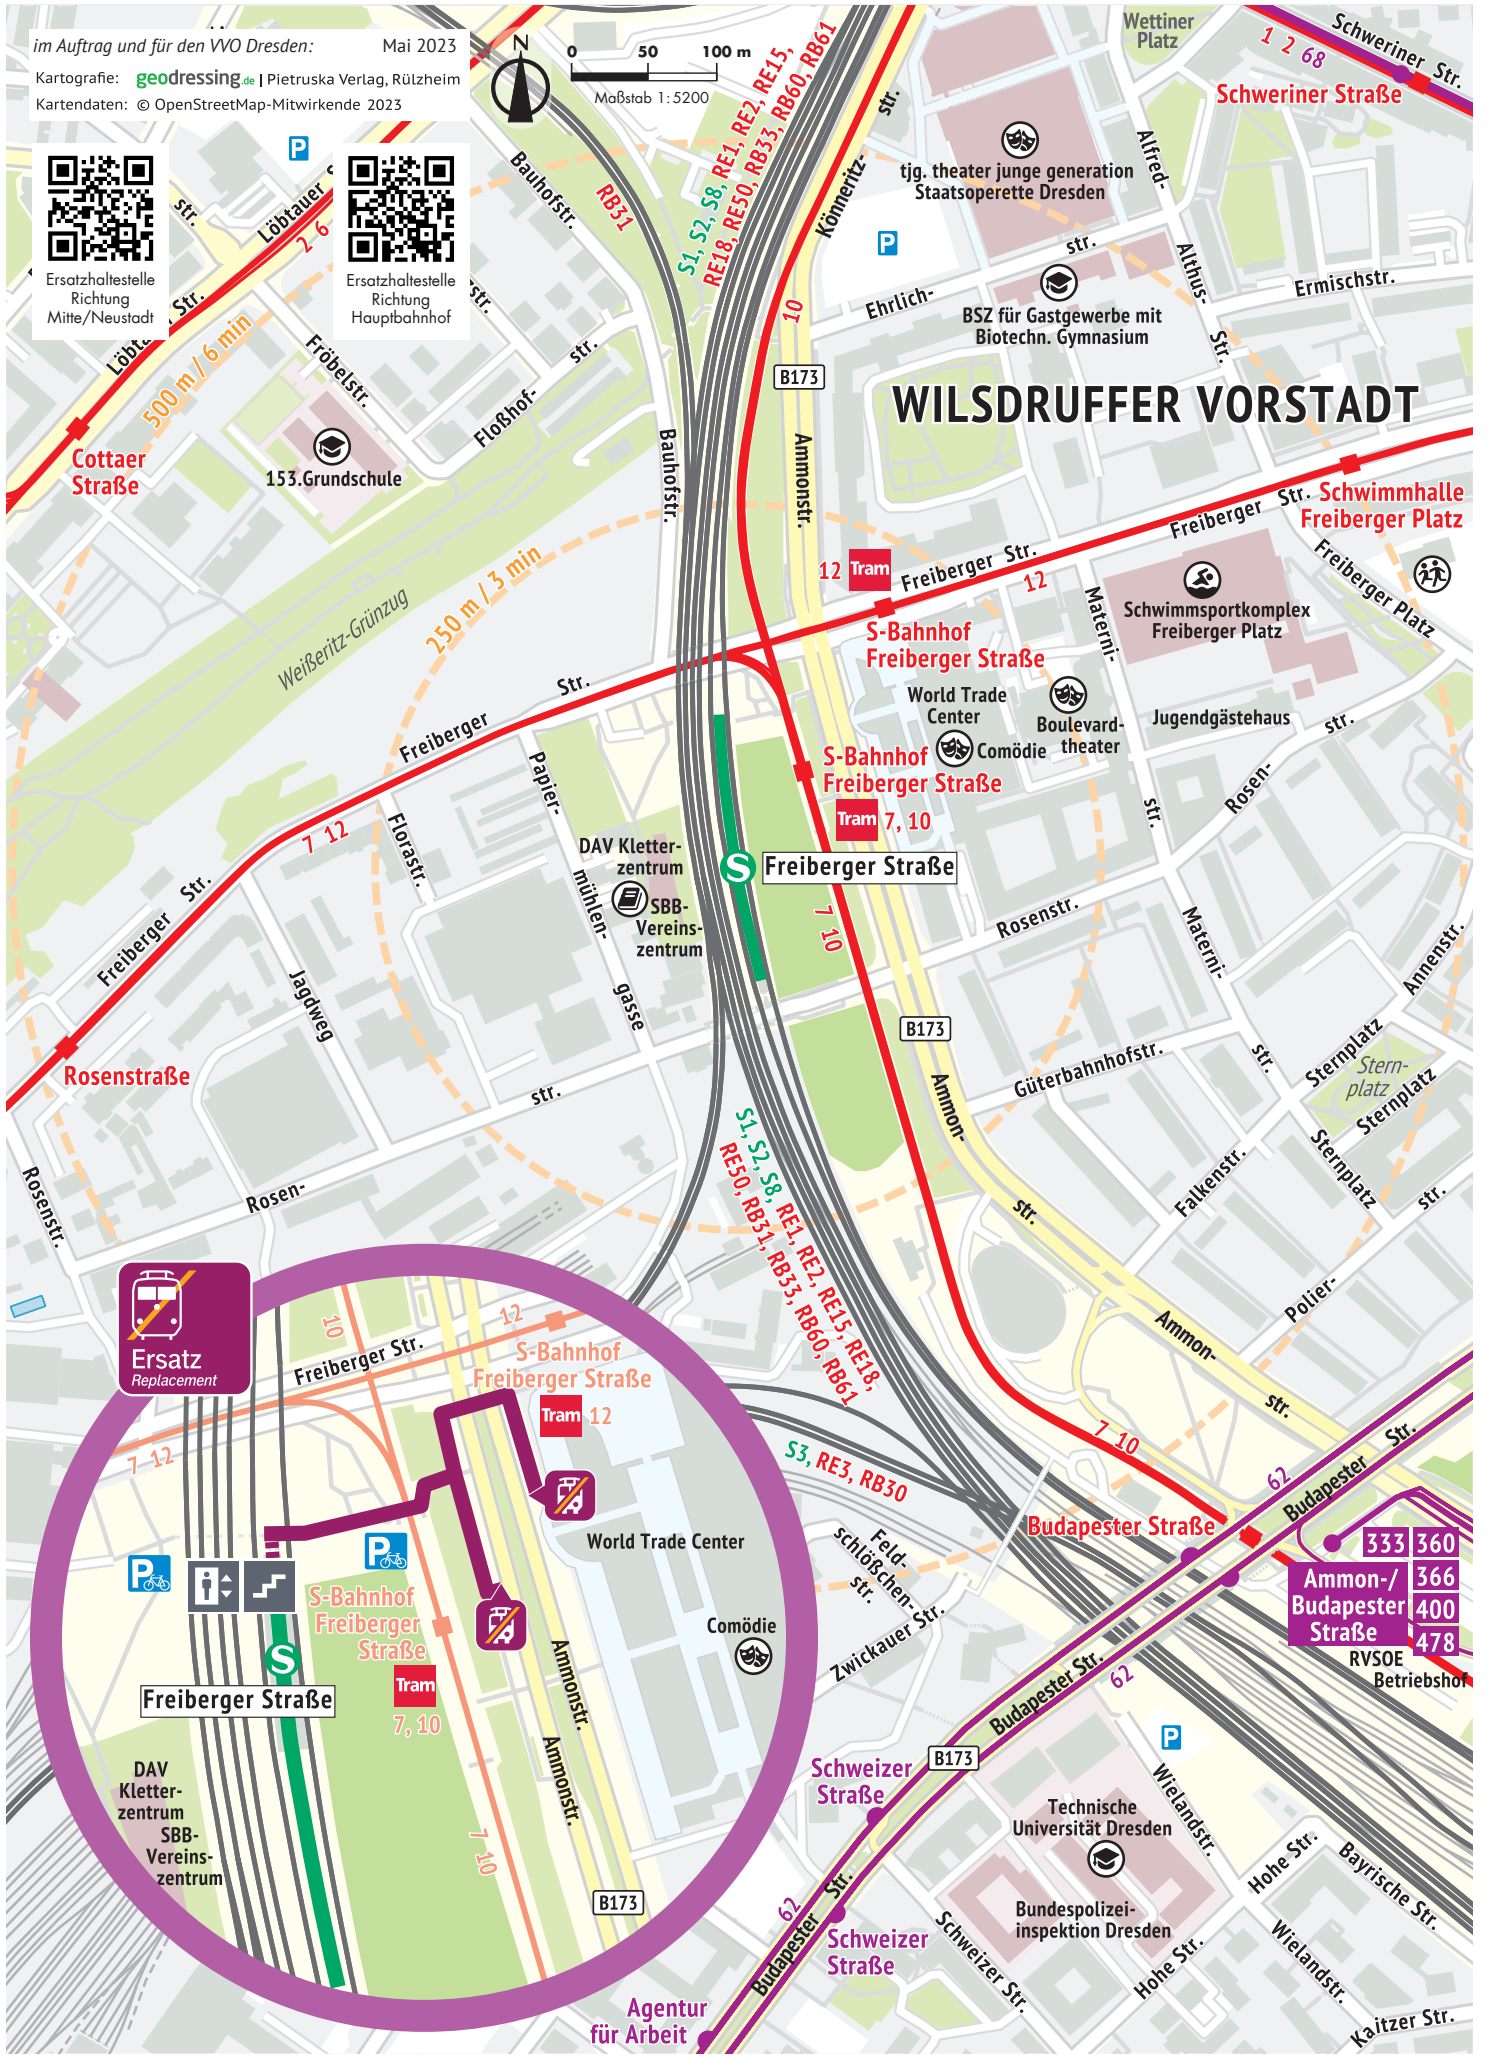 im Auftrag und für den VVO Dresden: Mai 2023
Kartografie: geodressing.de | Pietruska Verlag, Rülzheim
Kartendaten: © OpenStreetMap-Mitwirkende 2023
N
0 50 100 m
Maßstab 1:5200
Ersatzhaltestelle
Richtung
Mitte/Neustadt
Ersatzhaltestelle
Richtung
Hauptbahnhof
P
str.
Löbtauer
2 6
Str.
500 m / 6 min
Cottaer
Straße
Fröbelstr.
153.Grundschule
Floßhof-
str.
Bauhofstr.
RB31
S1, S2, S8, RE1, RE2, RE15,
RE18, RE50, RB33, RB60, RB61
Könneritz-
str.
10
B173
Ammonstr.
Bauhofstr.
Wettiner
Platz
1 2 68
Schweriner Str.
Schweriner Straße
tjg. theater junge generation
Staatsoperette Dresden
P
Alfred-
Althus-
Str.
Ehrlich-
str.
Ermischstr.
BSZ für Gastgewerbe mit
Biotechn. Gymnasium
WILSDRUFFER VORSTADT
Schwimmhalle
Freiberger Platz
Freiberger Str.
Freiberger Platz
12 Tram
Freiberger Str.
12
S-Bahnhof
Freiberger Straße
Materni-
Schwimmsportkomplex
Freiberger Platz
250 m / 3 min
Weißeritz-Grünzug
Freiberger
Str.
World Trade
Center
Comödie
Boulevard-
theater
Jugendgästehaus
S-Bahnhof
Freiberger Straße
Tram 7, 10
Rosen-
str.
str.
7 12
Florastr.
Papier-
mühlen-
gasse
DAV Kletter-
zentrum
SBB-
Vereins-
zentrum
S Freiberger Straße
7 10
Rosenstr.
Materni-
str.
Annenstr.
Freiberger Str.
Jagdweg
Rosenstraße
B173
Ammon-
str.
Güterbahnhofstr.
Sternplatz
Stern-
platz
Sternplatz
Sternplatz
Falkenstr.
str.
Polier-
str.
Rosen-
Rosenstr.
S1, S2, S8, RE1, RE2, RE15, RE18,
RE50, RB31, RB33, RB60, RB61
Ammon-
str.
Ersatz
Replacement
10
12
Freiberger Str.
S-Bahnhof
Freiberger Straße
Tram 12
7 12
P
P
World Trade Center
S-Bahnhof
Freiberger
Straße
Tram
7, 10
S
Freiberger Straße
Comödie
Ammonstr.
Ammonstr.
DAV
Kletter-
zentrum
SBB-
Vereins-
zentrum
7 10
B173
S3, RE3, RB30
7 10
Feld-
schlößchen-
str.
Zwickauer Str.
Budapester Straße
62
Budapester
Str.
333 360
366
400
478
Ammon-/
Budapester
Straße
RVSOE
Betriebshof
Budapester Str.
62
B173
P
Schweizer
Straße
Technische
Universität Dresden
Bundespolizei-
inspektion Dresden
Wielandstr.
Hohe Str.
Bayrische Str.
62
Budapester
Str.
Schweizer
Straße
Schweizer Str.
Hohe Str.
Wielandstr.
Kaitzer Str.
Agentur
für Arbeit